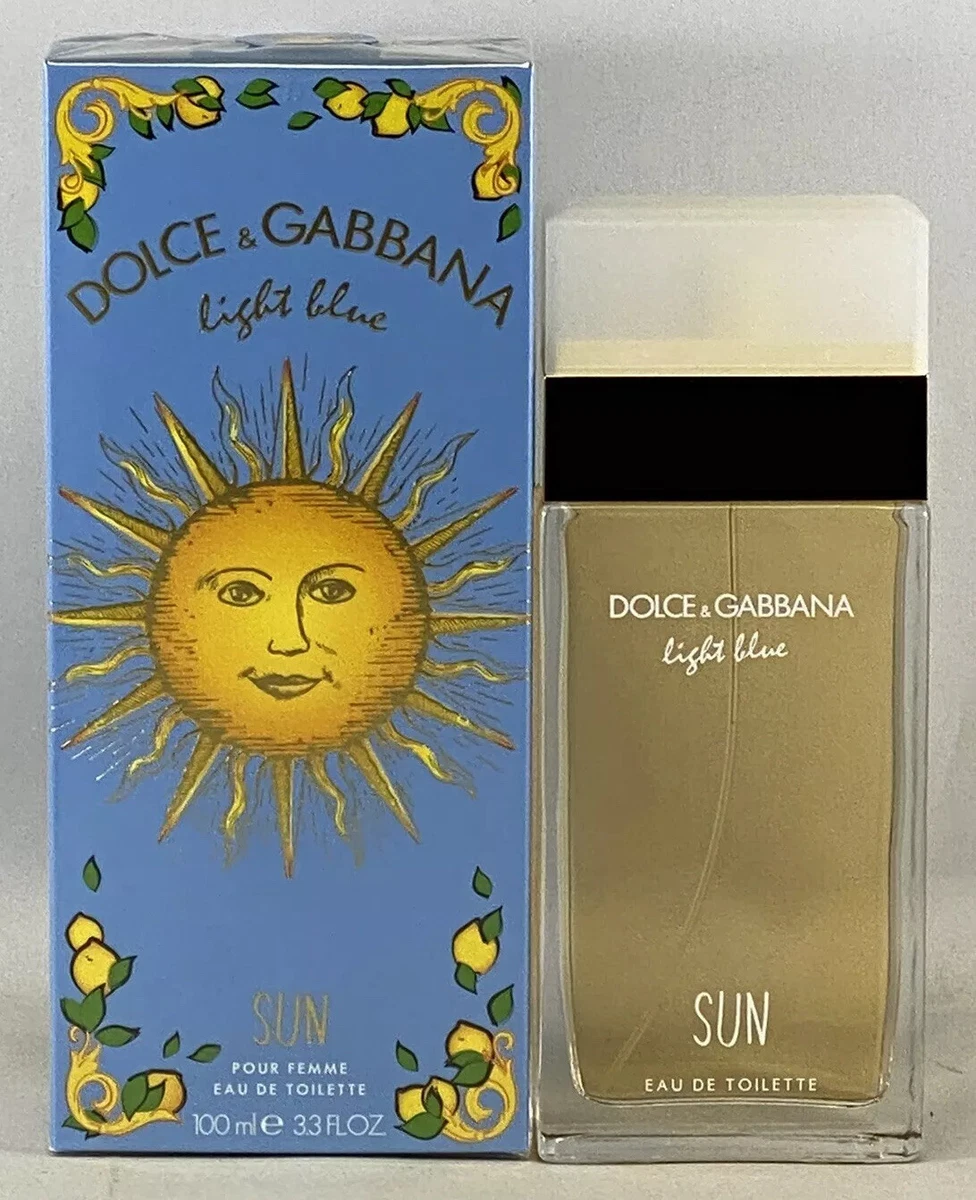 DOLCE & GABBANA
light blue
SUN
POUR FEMME
EAU DE TOILETTE
100 ml e 3.3 FL OZ
DOLCE & GABBANA
light blue
SUN
EAU DE TOILETTE